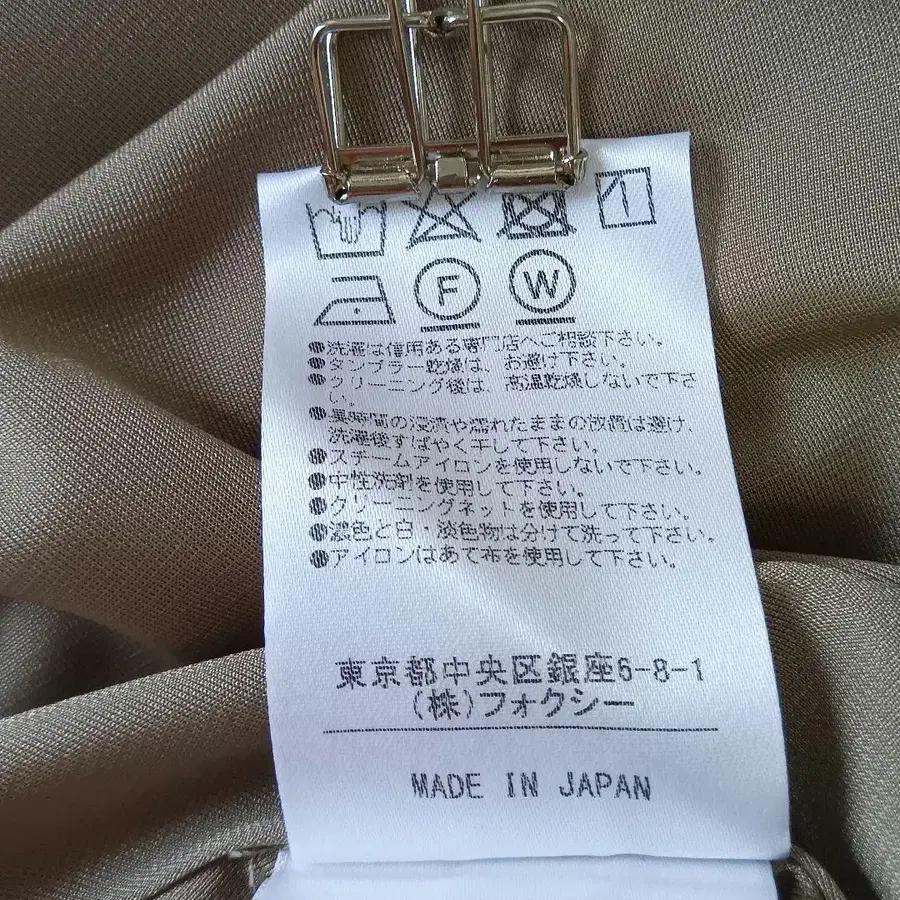 F W
●洗濯は信用ある専門店へご相談下さい。
●タンブラー乾燥は、お避け下さい。
●クリーニング後は、高温乾燥しないで下さ
い。
●長時間の浸漬や濡れたままの放置は避け、
洗濯後すばやく干して下さい。
●スチームアイロンを使用しないで下さい。
●中性洗剤を使用して下さい。
●クリーニングネットを使用して下さい。
●濃色と白・淡色物は分けて洗って下さい。
●アイロンはあて布を使用して下さい。
東京都中央区銀座6-8-1
(株)フォクシー
MADE IN JAPAN